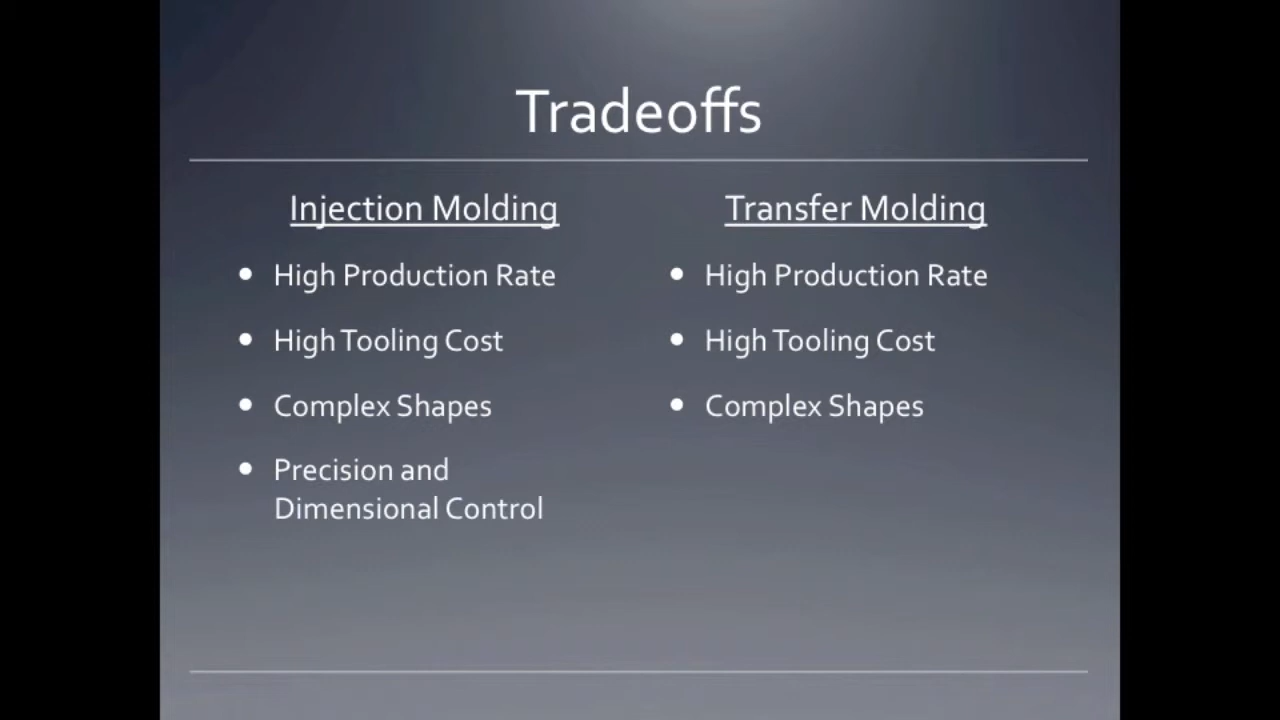 Tradeoffs
Injection Molding
High Production Rate
High Tooling Cost
Complex Shapes
Precision and
Dimensional Control
Transfer Molding
High Production Rate
High Tooling Cost
Complex Shapes